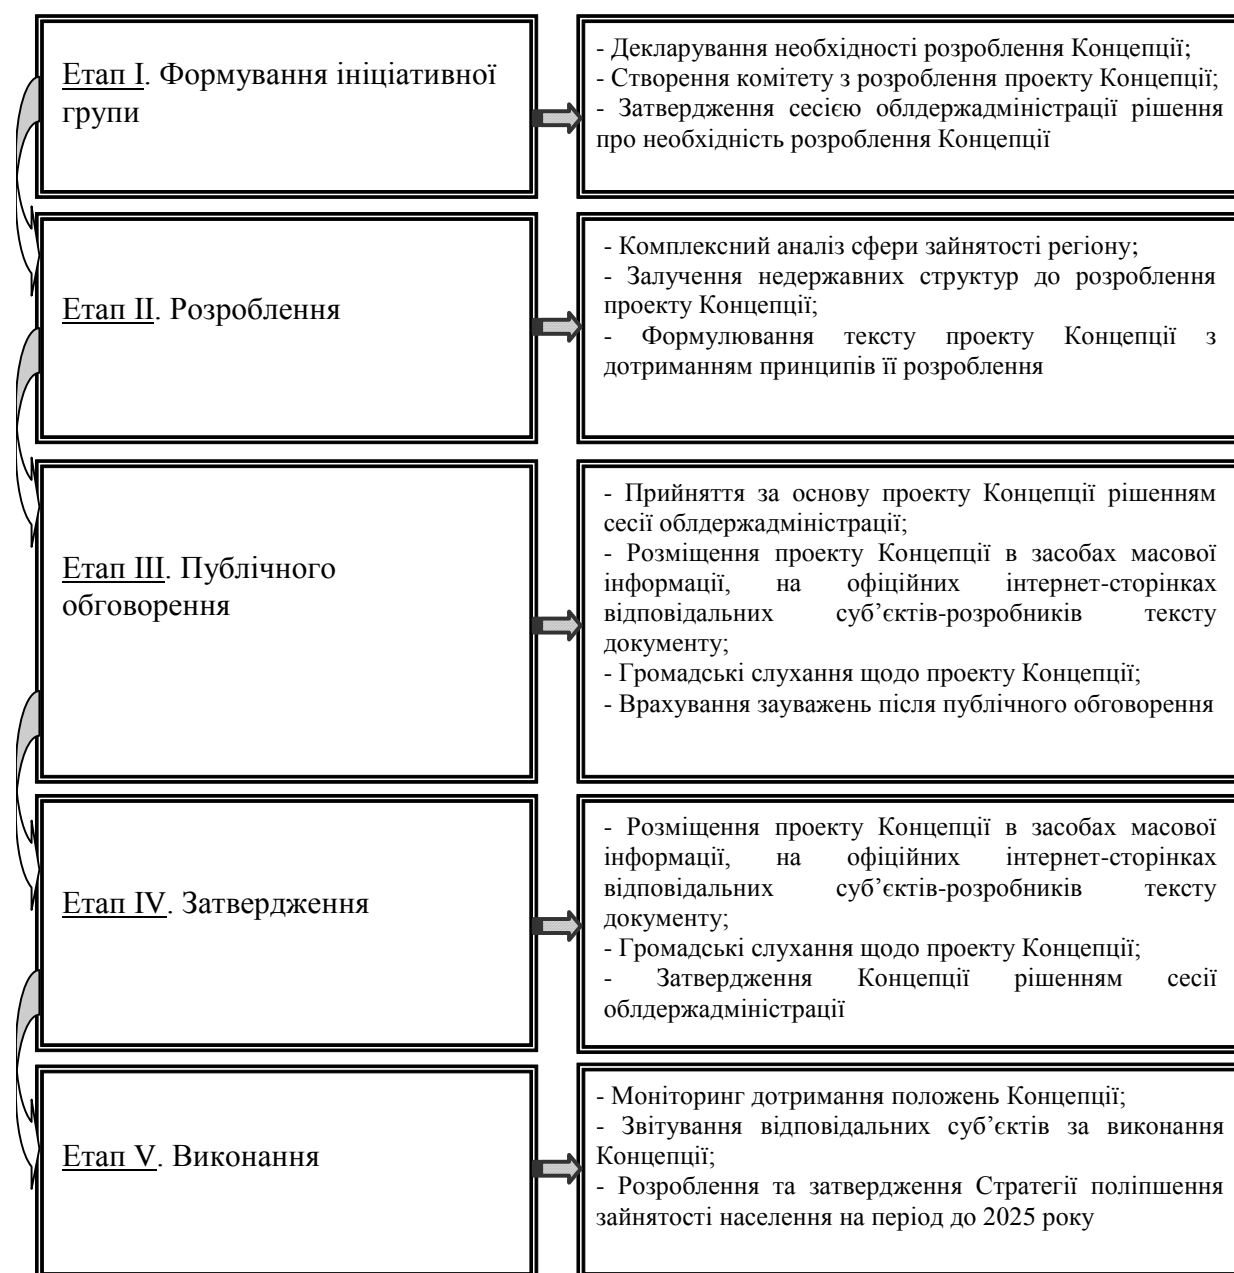 Етап I. Формування ініціативної
групи
- Декларування необхідності розроблення Концепції;
- Створення комітету з розроблення проекту Концепції;
- Затвердження сесією облдержадміністрації рішення
про необхідність розроблення Концепції
Етап II. Розроблення
- Комплексний аналіз сфери зайнятості регіону;
- Залучення недержавних структур до розроблення
проекту Концепції;
- Формулювання тексту проекту Концепції з
дотриманням принципів її розроблення
Етап III. Публічного
обговорення
- Прийняття за основу проекту Концепції рішенням
сесії облдержадміністрації;
- Розміщення проекту Концепції в засобах масової
інформації, на офіційних інтернет-сторінках
відповідальних суб’єктів-розробників тексту
документу;
- Громадські слухання щодо проекту Концепції;
- Врахування зауважень після публічного обговорення
Етап IV. Затвердження
- Розміщення проекту Концепції в засобах масової
інформації, на офіційних інтернет-сторінках
відповідальних суб’єктів-розробників тексту
документу;
- Громадські слухання щодо проекту Концепції;
- Затвердження Концепції рішенням сесії
облдержадміністрації
Етап V. Виконання
- Моніторинг дотримання положень Концепції;
- Звітування відповідальних суб’єктів за виконання
Концепції;
- Розроблення та затвердження Стратегії поліпшення
зайнятості населення на період до 2025 року